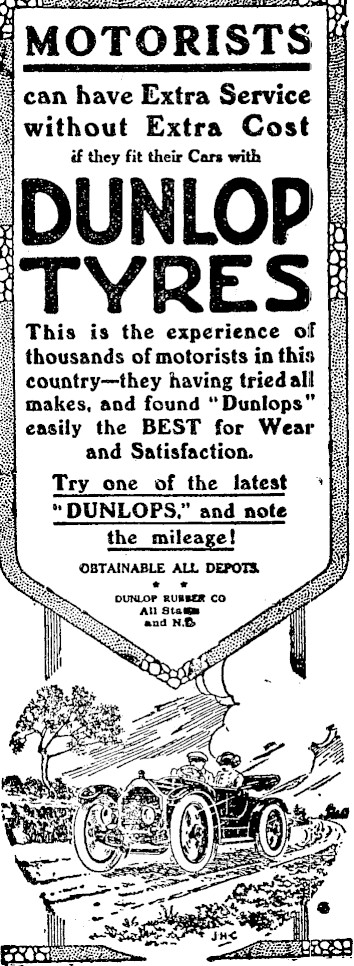 MOTORISTS
can have Extra Service
without Extra Cost
if they fit their Cars with
DUNLOP
TYRES
This is the experience of
thousands of motorists in this
country—they having tried all
makes, and found "Dunlops"
easily the BEST for Wear
and Satisfaction.
Try one of the latest
"DUNLOPS," and note
the mileage!
OBTAINABLE ALL DEPOTS.
DUNLOP RUBBER CO
All States
and N.Z.
JHC